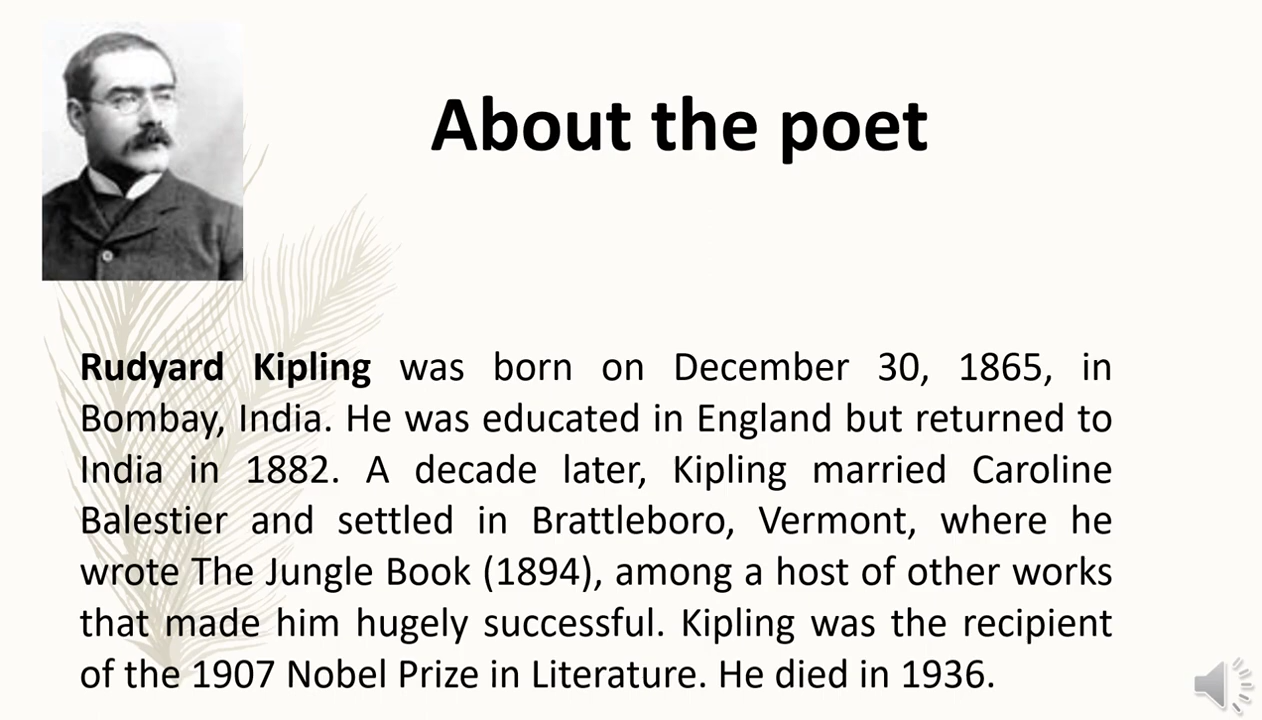 About the poet
Rudyard Kipling was born on December 30, 1865, in
Bombay, India. He was educated in England but returned to
India in 1882. A decade later, Kipling married Caroline
Balestier and settled in Brattleboro, Vermont, where he
wrote The Jungle Book (1894), among a host of other works
that made him hugely successful. Kipling was the recipient
of the 1907 Nobel Prize in Literature. He died in 1936.